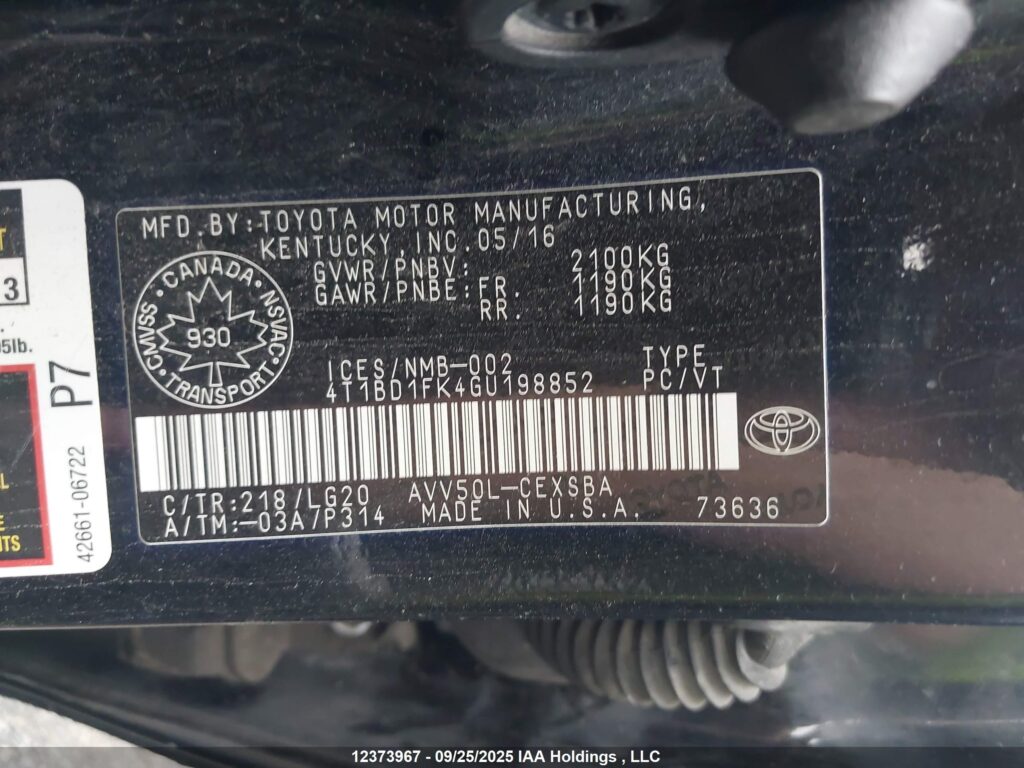 MFD.BY:TOYOTA MOTOR MANUFACTURING,
KENTUCKY,INC.05/16
GVWR/PNBV: 2100KG
GAWR/PNBE:FR. 1190KG
RR. 1190KG
CANADA
CMVSS NSVAC
930
TRANSPORT
ICES/NMB-002 TYPE
4T1BD1FK4GU198852 PC/VT
C/TR:218/LG20 AVV50L-CEXSBA
A/TM:-03A/P314 MADE IN U.S.A. 73636
3
5lb.
P7
42661-06722
12373967 - 09/25/2025 IAA Holdings , LLC